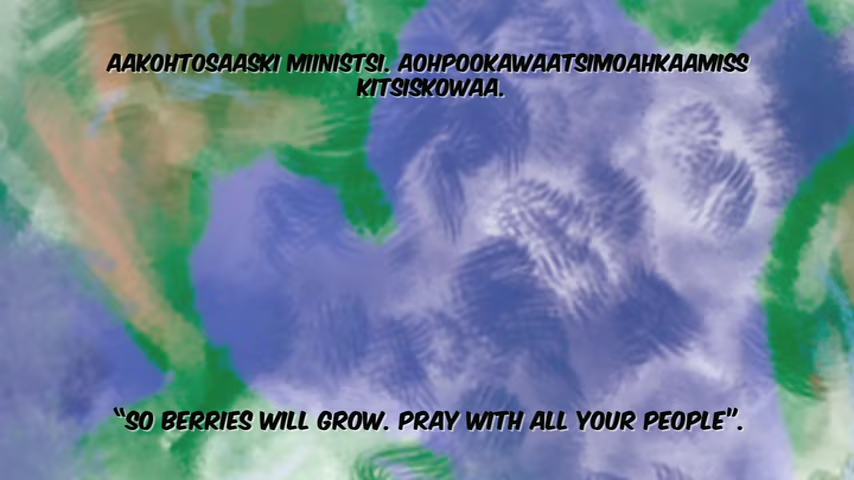 AAKOHTOSAASKI MIINISTSI. AOHPOOKAWAATSIMOAHKAAMISS
KITSISKOWAA.
"SO BERRIES WILL GROW. PRAY WITH ALL YOUR PEOPLE".